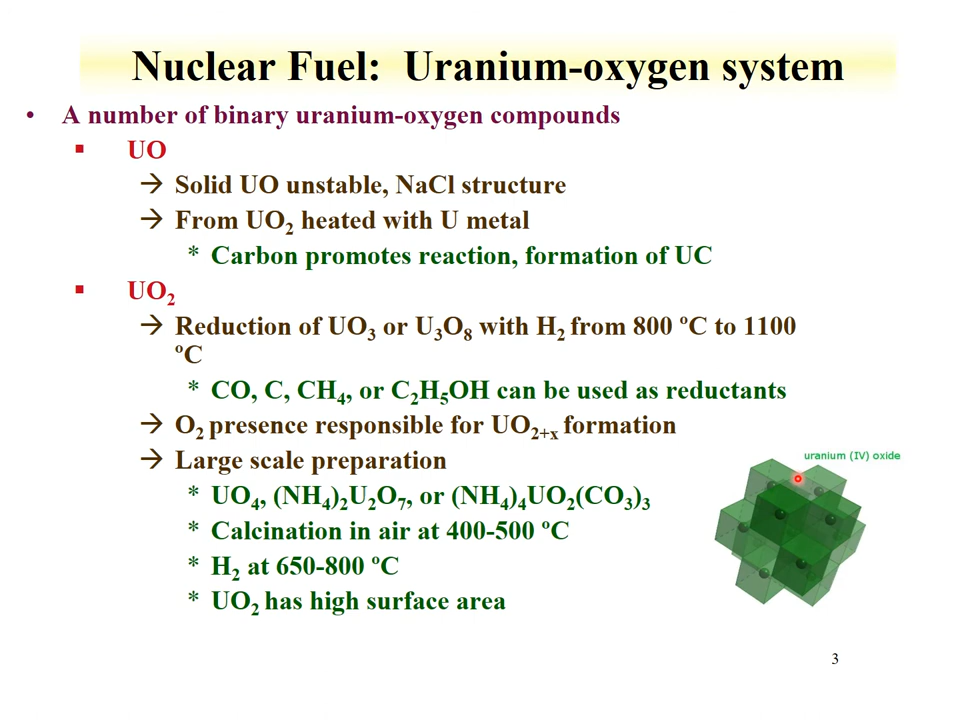 Nuclear Fuel: Uranium-oxygen system
• A number of binary uranium-oxygen compounds
▪ UO
→ Solid UO unstable, NaCl structure
→ From UO₂ heated with U metal
* Carbon promotes reaction, formation of UC
▪ UO₂
→ Reduction of UO₃ or U₃O₈ with H₂ from 800 ºC to 1100
ºC
* CO, C, CH₄, or C₂H₅OH can be used as reductants
→ O₂ presence responsible for UO₂₊ₓ formation
→ Large scale preparation
uranium (IV) oxide
* UO₄, (NH₄)₂U₂O₇, or (NH₄)₄UO₂(CO₃)₃
* Calcination in air at 400-500 ºC
* H₂ at 650-800 ºC
* UO₂ has high surface area
3